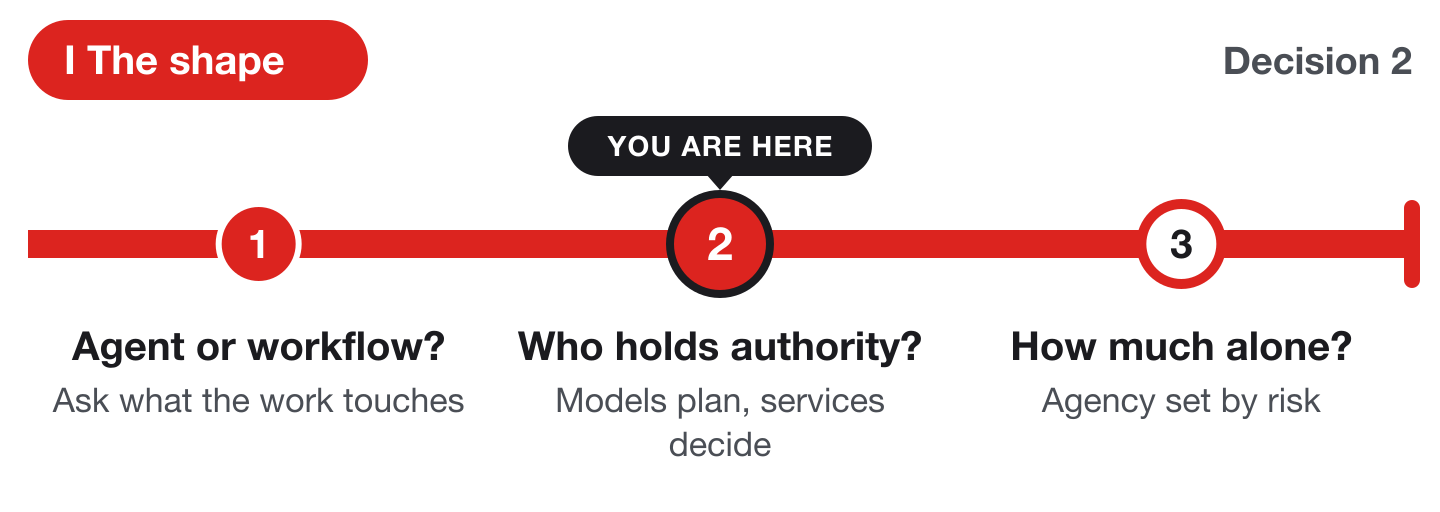 I The shape
Decision 2
YOU ARE HERE
1
2
3
Agent or workflow?
Ask what the work touches
Who holds authority?
Models plan, services
decide
How much alone?
Agency set by risk